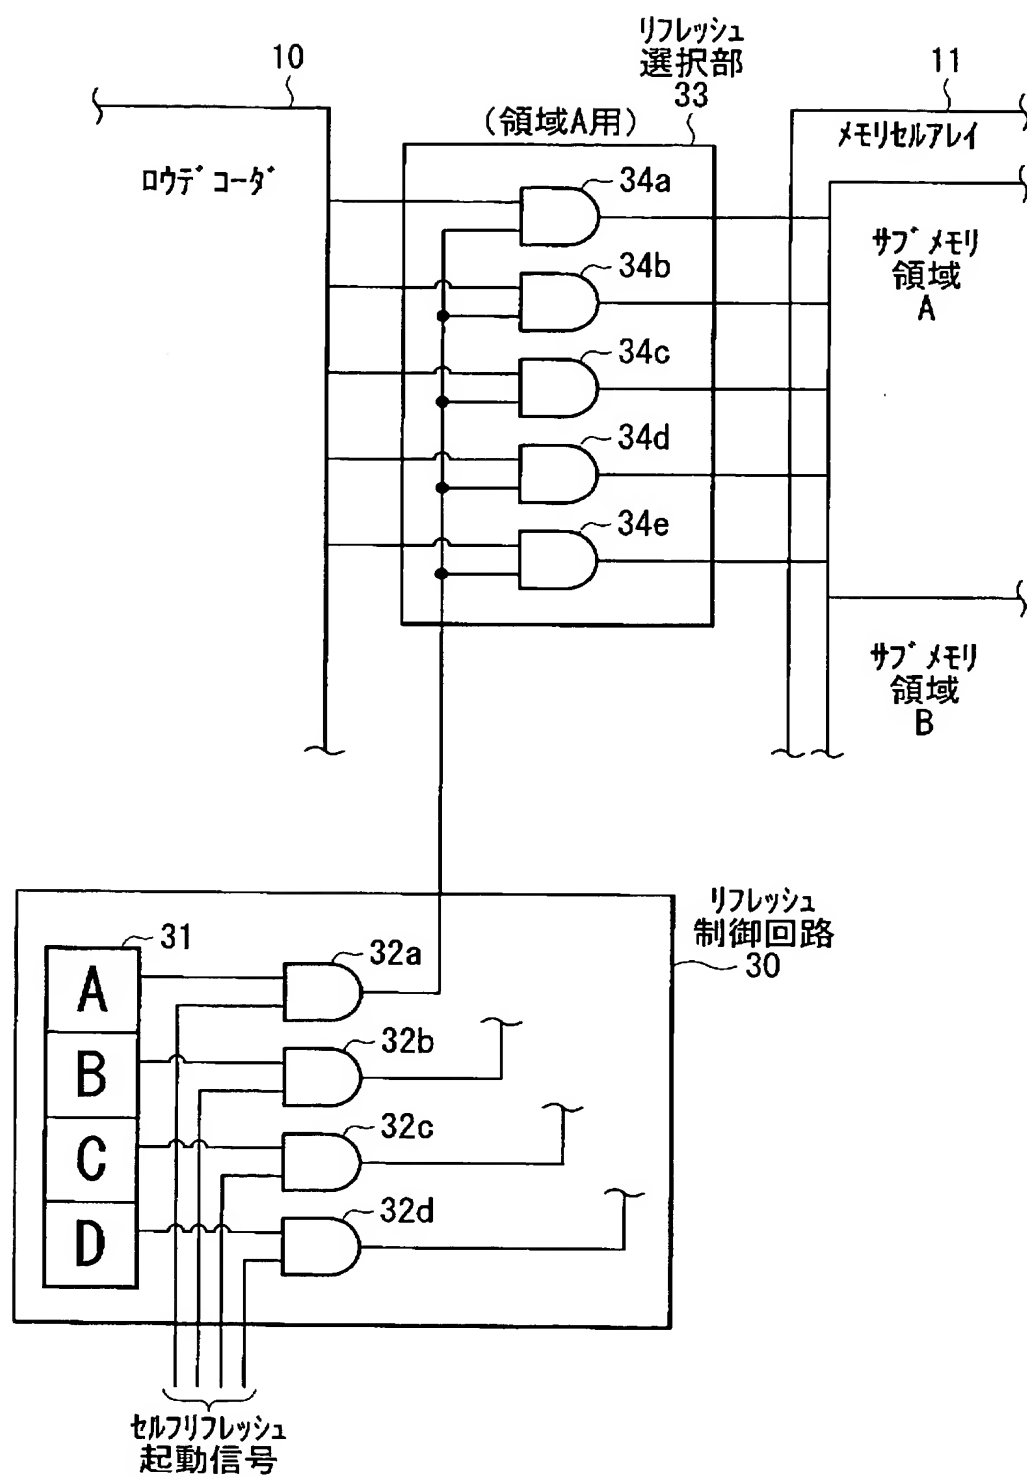 リフレッシュ
選択部
33
10
11
(領域A用)
メモリセルアレイ
ロウデコーダ
34a
サブメモリ
領域
A
34b
34c
34d
34e
サブメモリ
領域
B
リフレッシュ
制御回路
30
31
32a
A
32b
B
32c
C
32d
D
セルフリフレッシュ
起動信号